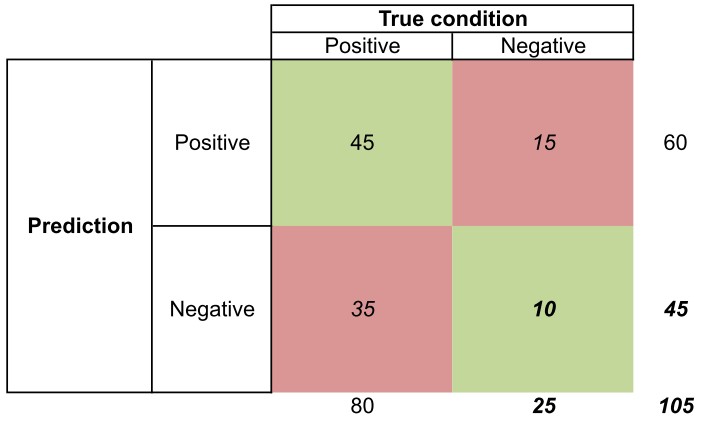 True condition
Positive Negative
Positive 45 15 60
Prediction
Negative 35 10 45
80 25 105